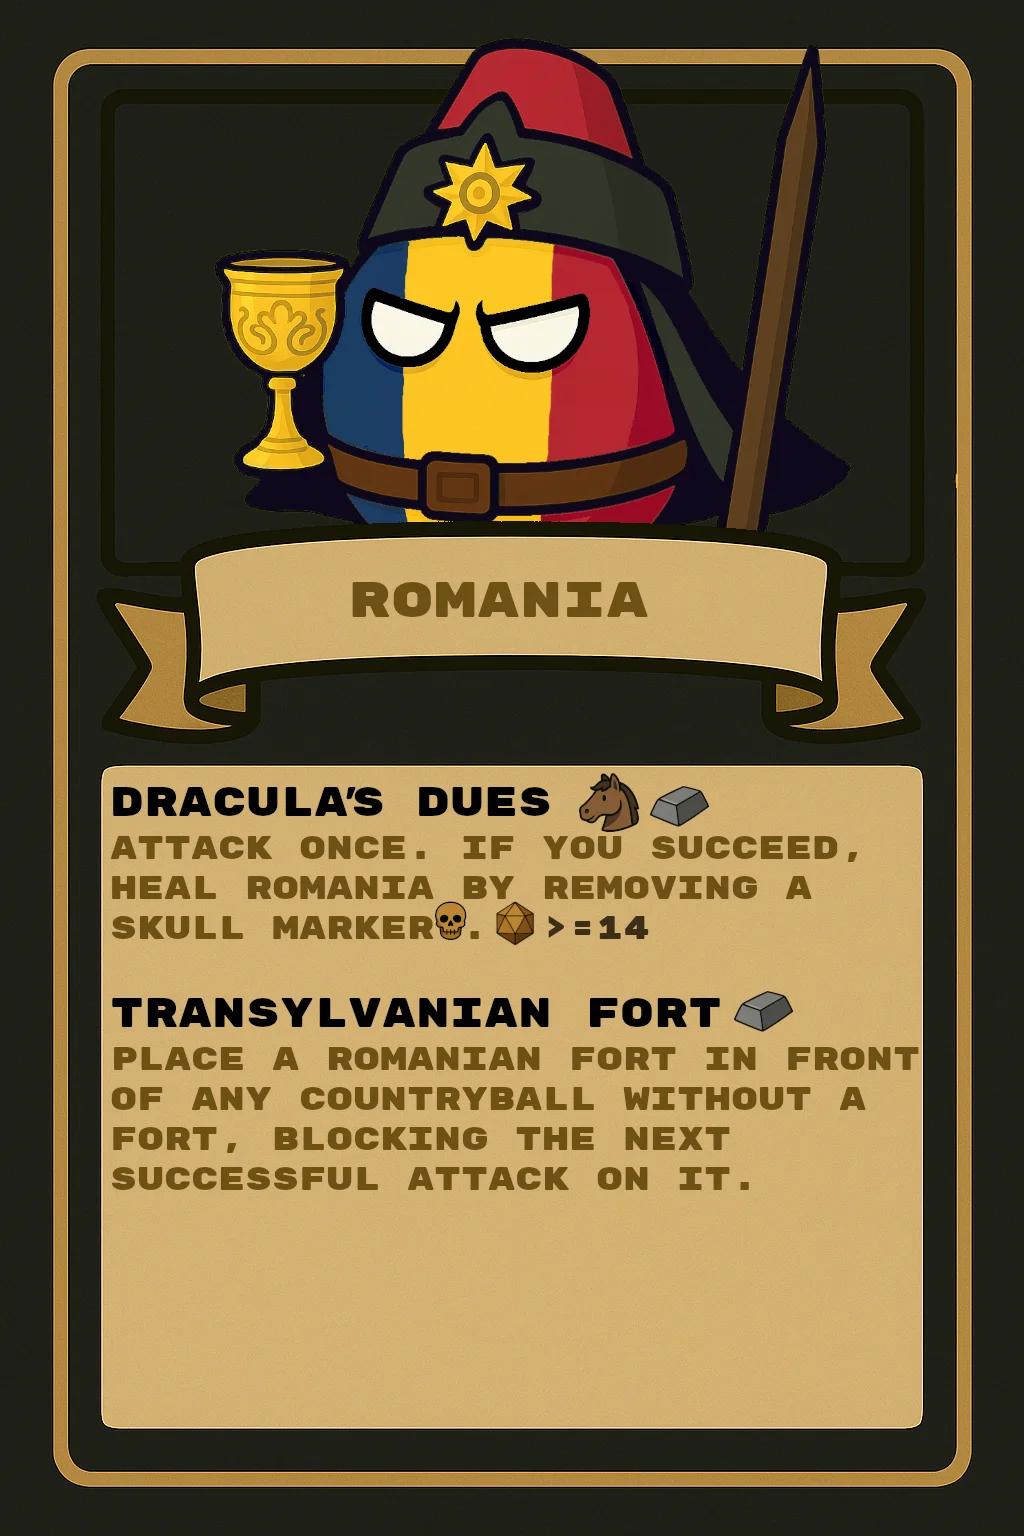 ROMANIA
DRACULA'S DUES
ATTACK ONCE. IF YOU SUCCEED,
HEAL ROMANIA BY REMOVING A
SKULL MARKER. >=14
TRANSYLVANIAN FORT
PLACE A ROMANIAN FORT IN FRONT
OF ANY COUNTRYBALL WITHOUT A
FORT, BLOCKING THE NEXT
SUCCESSFUL ATTACK ON IT.